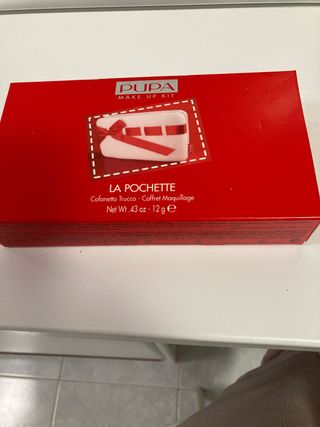 PUPA
MAKE UP KIT
LA POCHETTE
Cofanetto Trucco - Coffret Maquillage
Net Wt .43 oz - 12 g ℮